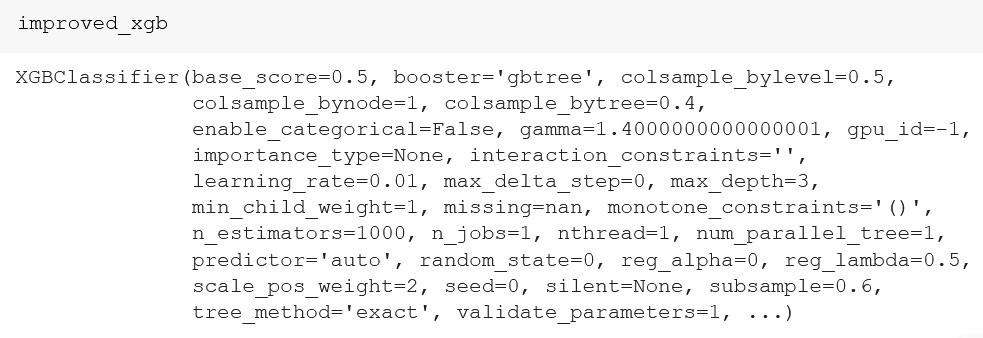 improved_xgb
XGBClassifier(base_score=0.5, booster='gbtree', colsample_bylevel=0.5,
colsample_bynode=1, colsample_bytree=0.4,
enable_categorical=False, gamma=1.4000000000000001, gpu_id=-1,
importance_type=None, interaction_constraints='',
learning_rate=0.01, max_delta_step=0, max_depth=3,
min_child_weight=1, missing=nan, monotone_constraints='()',
n_estimators=1000, n_jobs=1, nthread=1, num_parallel_tree=1,
predictor='auto', random_state=0, reg_alpha=0, reg_lambda=0.5,
scale_pos_weight=2, seed=0, silent=None, subsample=0.6,
tree_method='exact', validate_parameters=1, ...)